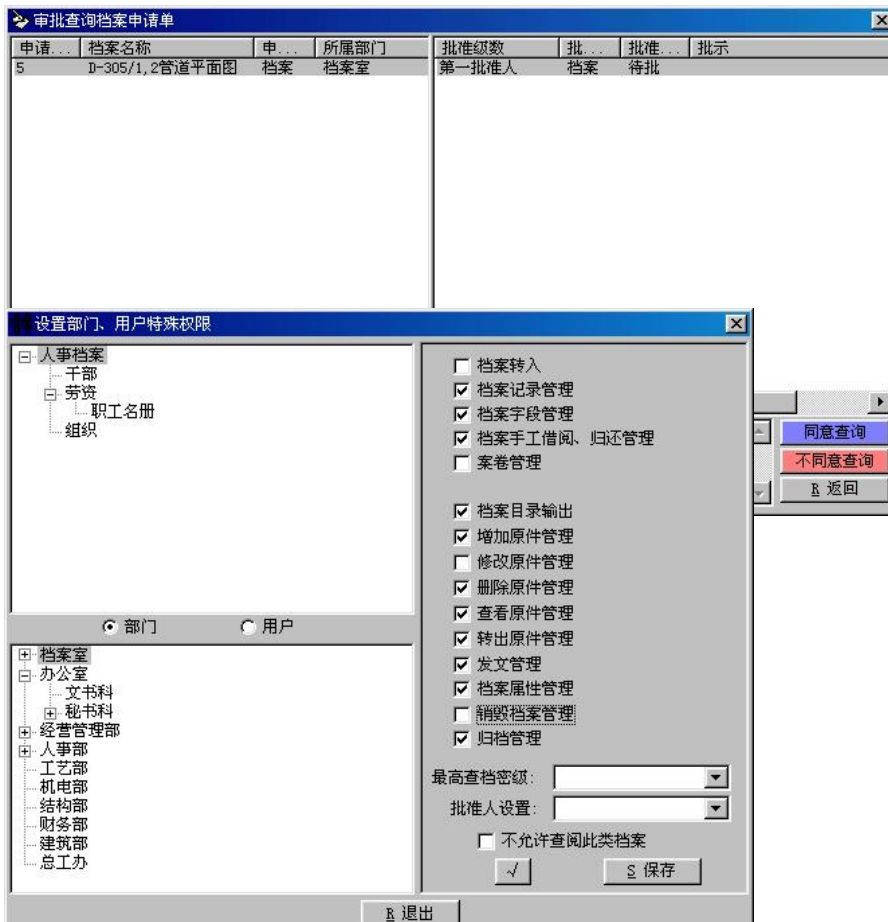 审批查询档案申请单
申请... 档案名称 申... 所属部门 批准级数 批... 批准... 批示
5 D-305/1,2管道平面图 档案 档案室 第一批准人 档案 待批
同意查询
不同意查询
R 返回
设置部门、用户特殊权限
人事档案
干部
劳资
职工名册
组织
部门 用户
档案室
办公室
文书科
秘书科
经营管理部
人事部
工艺部
机电部
结构部
财务部
建筑部
总工办
档案转入
档案记录管理
档案字段管理
档案手工借阅、归还管理
案卷管理
档案目录输出
增加原件管理
修改原件管理
删除原件管理
查看原件管理
转出原件管理
发文管理
档案属性管理
销毁档案管理
归档管理
最高查档密级:
批准人设置:
不允许查阅此类档案
√ S 保存
R 退出